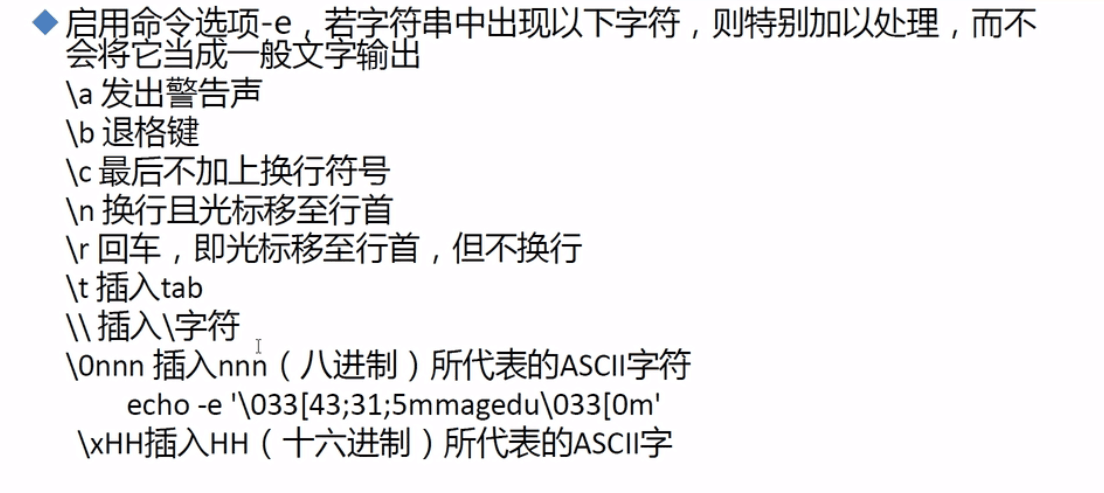 启用命令选项-e，若字符串中出现以下字符，则特别加以处理，而不
会将它当成一般文字输出
\a 发出警告声
\b 退格键
\c 最后不加上换行符号
\n 换行且光标移至行首
\r 回车，即光标移至行首，但不换行
\t 插入tab
\\ 插入\字符
\0nnn 插入nnn（八进制）所代表的ASCII字符
echo -e '\033[43;31;5mmagedu\033[0m'
\xHH插入HH（十六进制）所代表的ASCII字